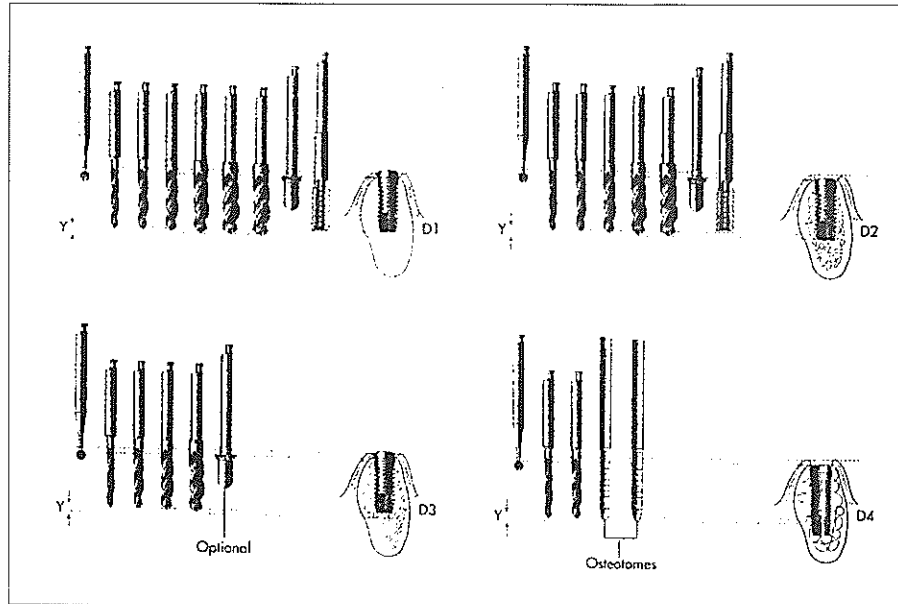 Y
D1
Y
D2
Y
D3
Optional
Y
D4
Osteotomes